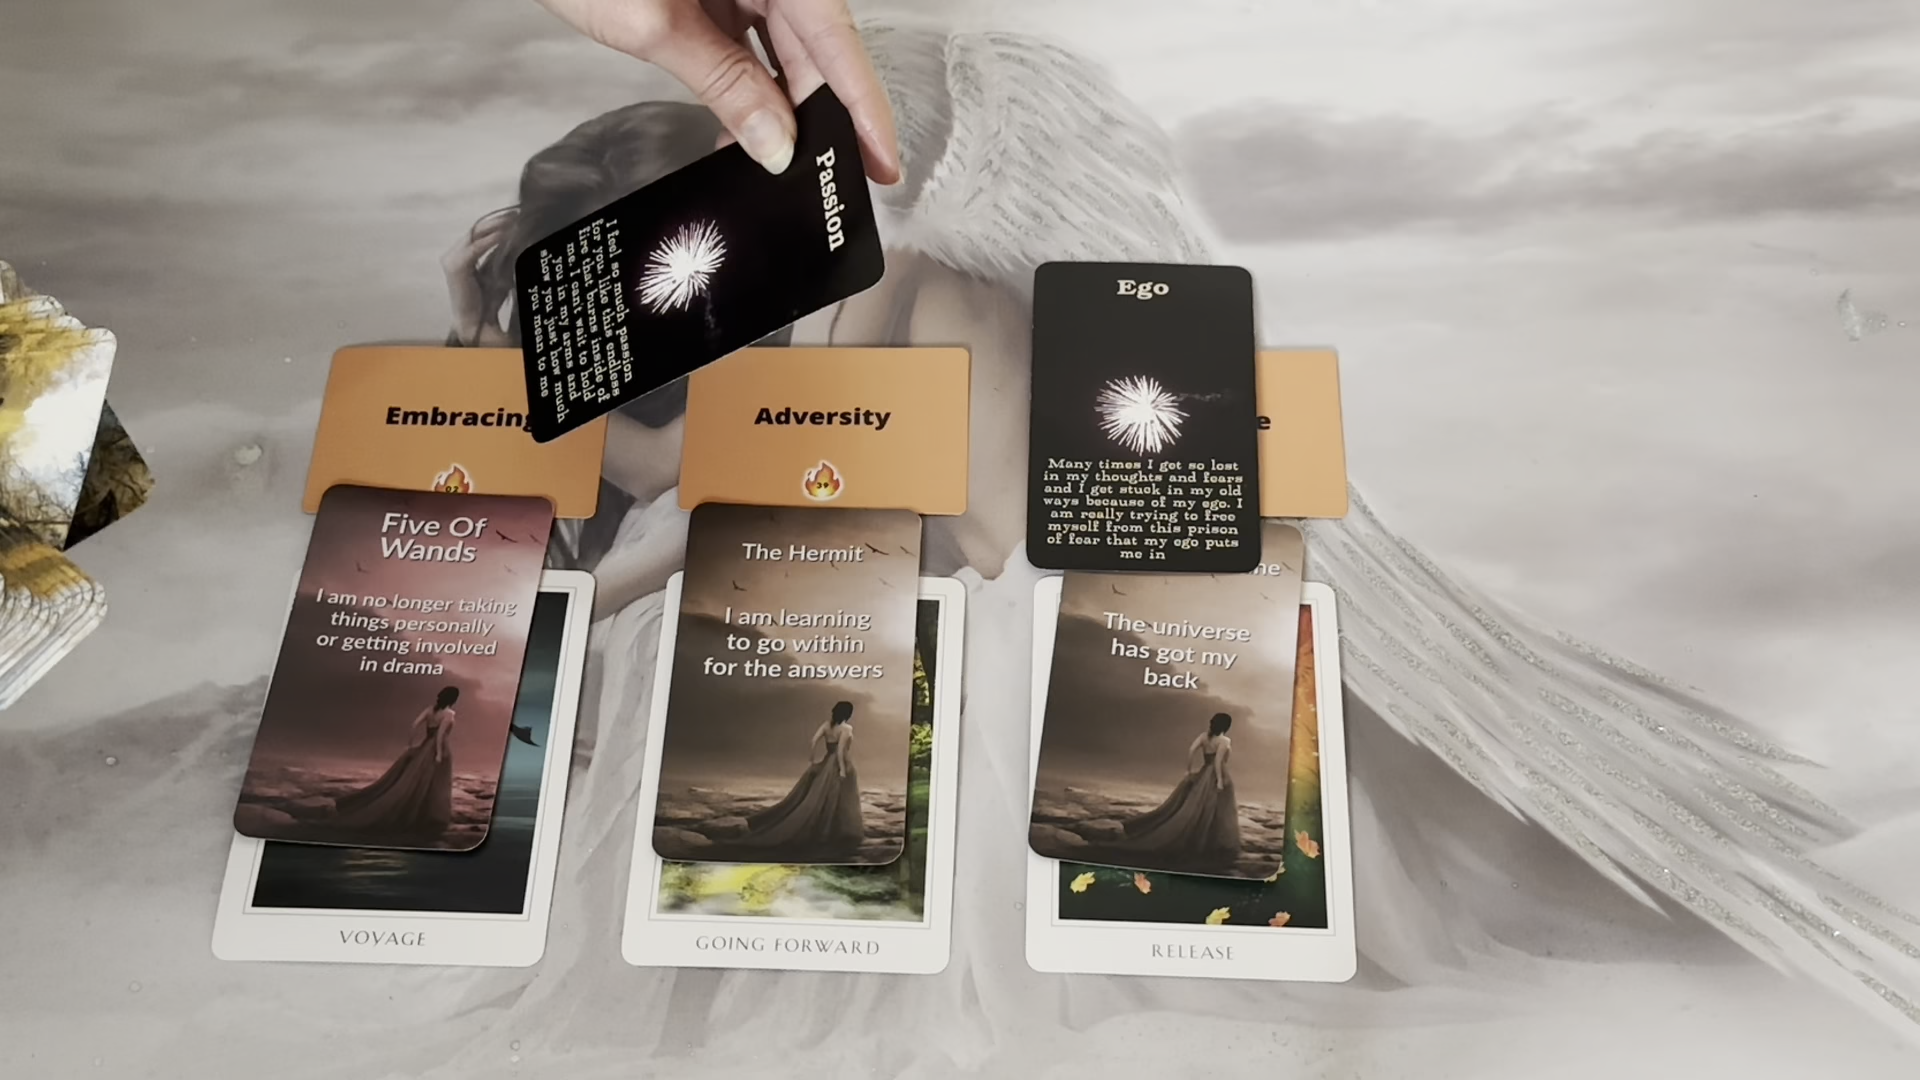 Passion
I feel so much passion
for you, like this endless
fire that burns inside of
me. I can't wait to hold
you in my arms and
show you just how much
you mean to me
Ego
Many times I get so lost
in my thoughts and fears
and I get stuck in my old
ways because of my ego. I
am really trying to free
myself from this prison
of fear that my ego puts
me in
Embracing
02
Adversity
39
Five Of
Wands
I am no longer taking
things personally
or getting involved
in drama
The Hermit
I am learning
to go within
for the answers
The universe
has got my
back
VOYAGE
GOING FORWARD
RELEASE